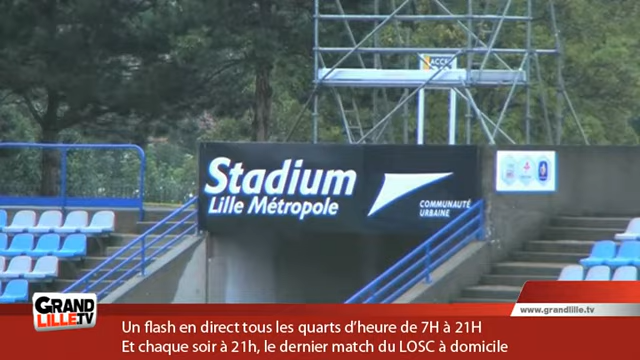 ACCR
Stadium
Lille Métropole
COMMUNAUTÉ
URBAINE
www.grandlille.tv
GRAND
LILLE.TV
Un flash en direct tous les quarts d'heure de 7H à 21H
Et chaque soir à 21h, le dernier match du LOSC à domicile